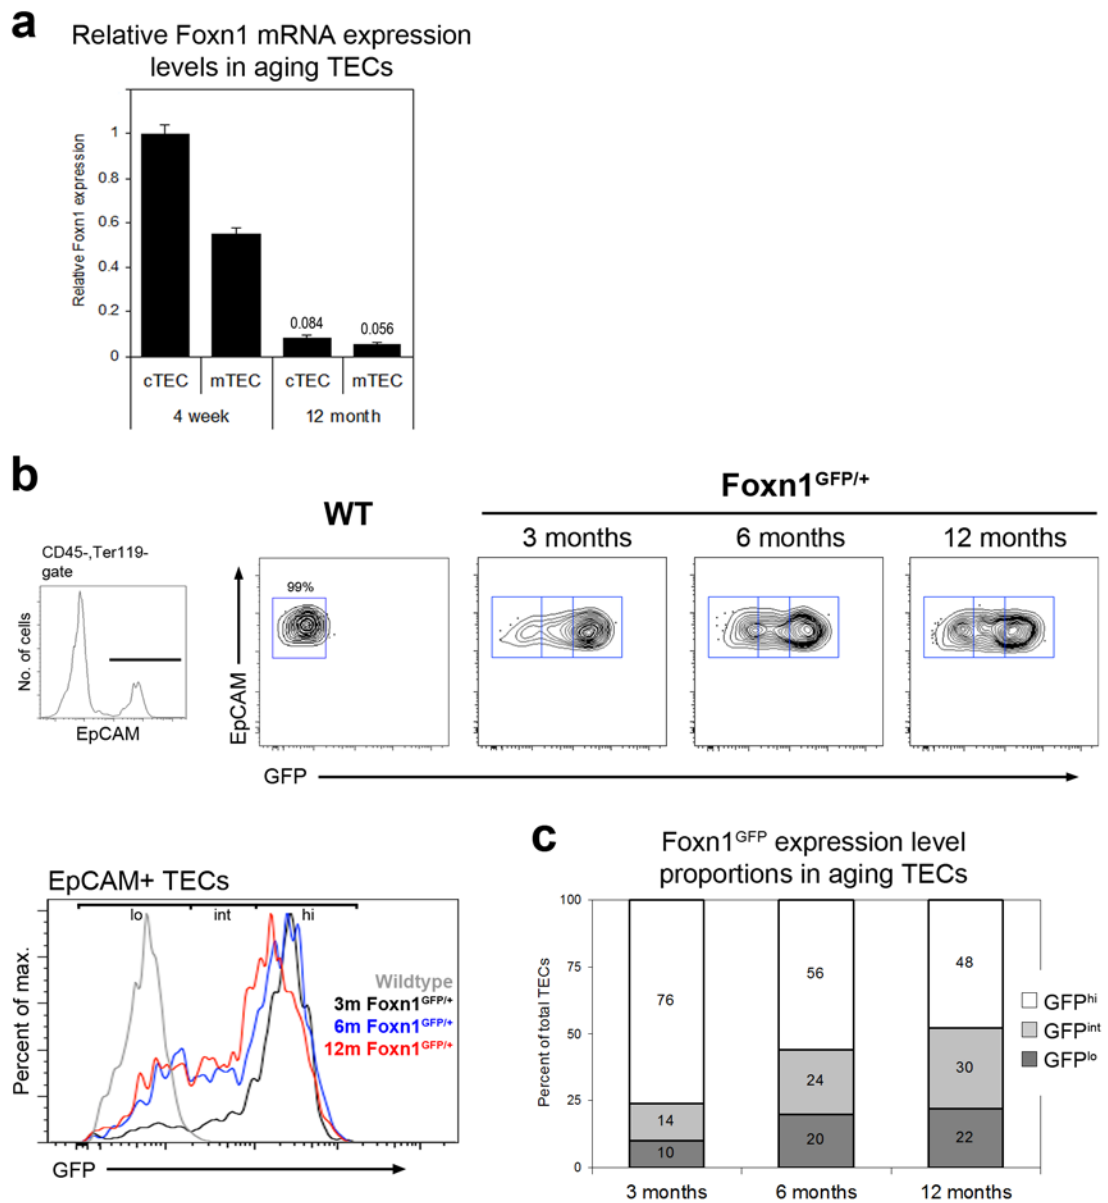 a
Relative Foxn1 mRNA expression
levels in aging TECs
Relative Foxn1 expression
1
0.8
0.6
0.4
0.2
0
0.084
0.056
cTEC mTEC cTEC mTEC
4 week 12 month
b
WT
Foxn1GFP/+
3 months 6 months 12 months
CD45-,Ter119-
gate
No. of cells
EpCAM
99%
EpCAM
GFP
EpCAM+ TECs
lo int hi
Percent of max.
Wildtype
3m Foxn1GFP/+
6m Foxn1GFP/+
12m Foxn1GFP/+
GFP
c
Foxn1GFP expression level
proportions in aging TECs
Percent of total TECs
100
75
50
25
0
76
14
10
56
24
20
48
30
22
3 months 6 months 12 months
GFPhi
GFPint
GFPlo